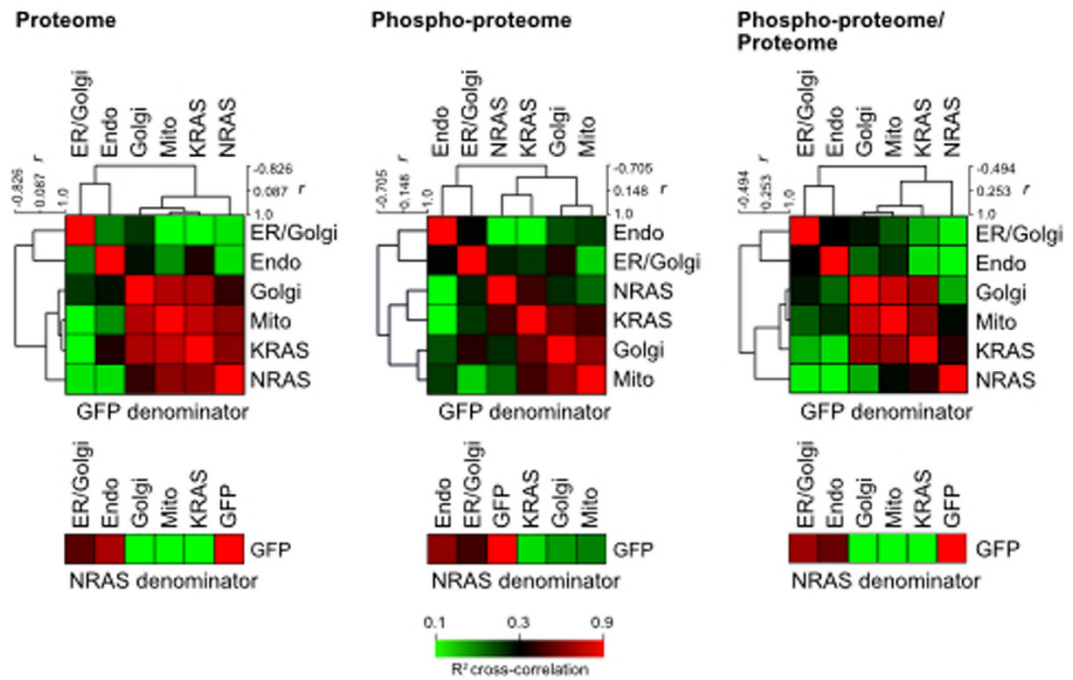 Proteome
ER/Golgi
Endo
Golgi
Mito
KRAS
NRAS
-0.826
0.087
1.0
r
-0.826
0.087
r
1.0
ER/Golgi
Endo
Golgi
Mito
KRAS
NRAS
GFP denominator
ER/Golgi
Endo
Golgi
Mito
KRAS
GFP
GFP
NRAS denominator
Phospho-proteome
Endo
ER/Golgi
NRAS
KRAS
Golgi
Mito
-0.705
0.148
1.0
r
-0.705
0.148
r
1.0
Endo
ER/Golgi
NRAS
KRAS
Golgi
Mito
GFP denominator
Endo
ER/Golgi
GFP
KRAS
Golgi
Mito
GFP
NRAS denominator
Phospho-proteome/
Proteome
ER/Golgi
Endo
Golgi
Mito
KRAS
NRAS
-0.494
0.253
1.0
r
-0.494
0.253
r
1.0
ER/Golgi
Endo
Golgi
Mito
KRAS
NRAS
GFP denominator
ER/Golgi
Endo
Golgi
Mito
KRAS
GFP
GFP
NRAS denominator
0.1 0.3 0.9
R² cross-correlation